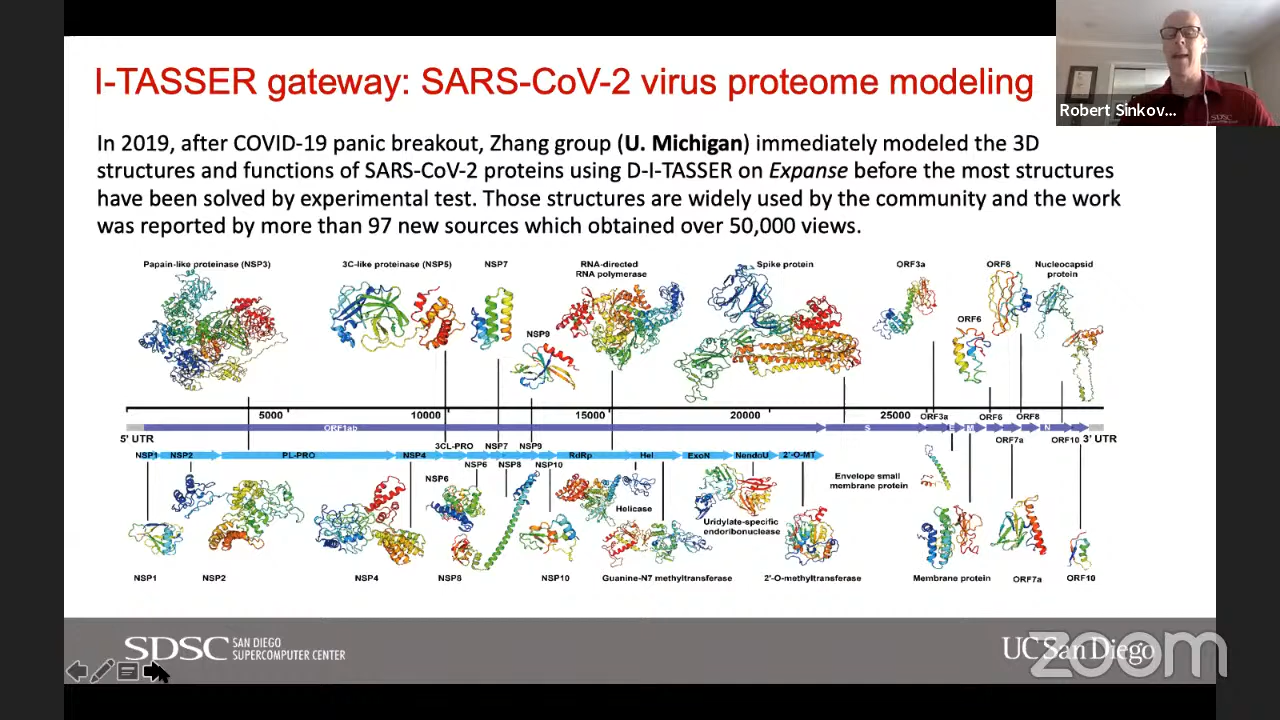 I-TASSER gateway: SARS-CoV-2 virus proteome modeling
Robert Sinkov...
In 2019, after COVID-19 panic breakout, Zhang group (U. Michigan) immediately modeled the 3D
structures and functions of SARS-CoV-2 proteins using D-I-TASSER on Expanse before the most structures
have been solved by experimental test. Those structures are widely used by the community and the work
was reported by more than 97 new sources which obtained over 50,000 views.
Papain-like proteinase (NSP3)
3C-like proteinase (NSP5)
NSP7
RNA-directed
RNA polymerase
Spike protein
ORF3a
ORF8
Nucleocapsid
protein
NSP9
ORF6
5000
10000
15000
20000
25000
ORF3a
ORF6
ORF8
ORF1ab
S
E
M
N
5' UTR
3CL-PRO
NSP7
NSP9
ORF7a
ORF10
3' UTR
NSP1
NSP2
PL-PRO
NSP4
NSP6
NSP8
NSP10
RdRp
Hel
ExoN
NendoU
2'-O-MT
NSP6
Helicase
Uridylate-specific
endoribonuclease
Envelope small
membrane protein
NSP1
NSP2
NSP4
NSP8
NSP10
Guanine-N7 methyltransferase
2'-O-methyltransferase
Membrane protein
ORF7a
ORF10
SDSC SAN DIEGO
SUPERCOMPUTER CENTER
UC San Diego
zoom